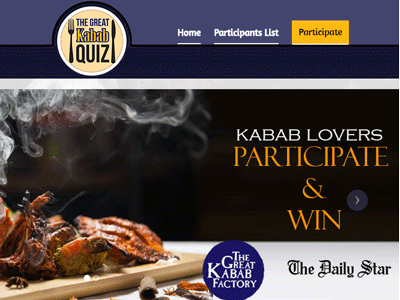 THE GREAT
Kabab
QUIZ
Home
Participants List
Participate
KABAB LOVERS
PARTICIPATE
&
WIN
THE
GREAT
KABAB
FACTORY
The Daily Star